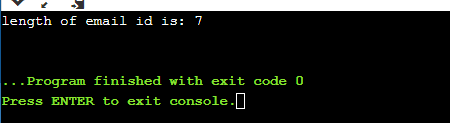 length of email id is: 7
...Program finished with exit code 0
Press ENTER to exit console.